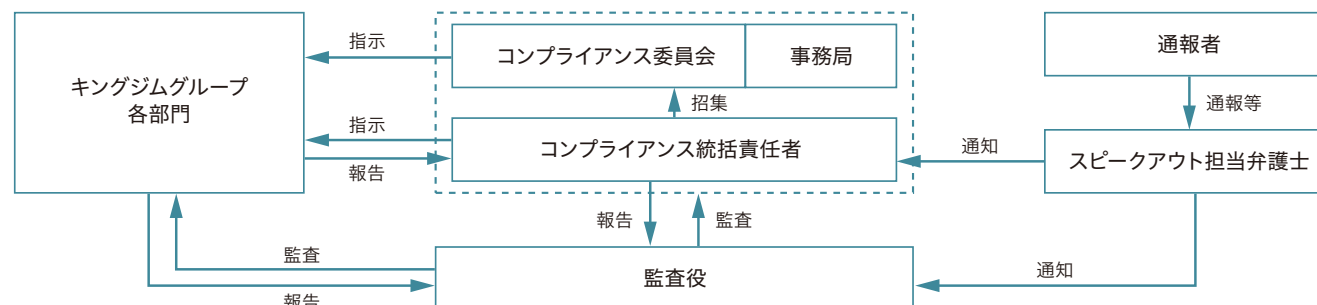 指示
コンプライアンス委員会
事務局
通報者
キングジムグループ
各部門
招集
通報等
指示
コンプライアンス統括責任者
通知
スピークアウト担当弁護士
報告
報告
監査
監査
監査役
通知
報告